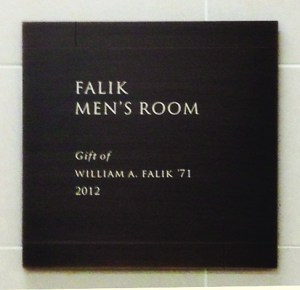 FALIK
MEN'S ROOM
Gift of
WILLIAM A. FALIK '71
2012